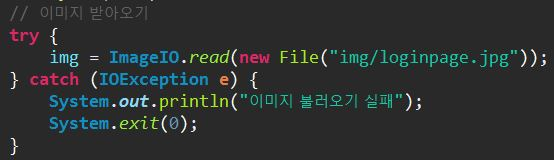 // 이미지 받아오기
try {
    img = ImageIO.read(new File("img/loginpage.jpg"));
} catch (IOException e) {
    System.out.println("이미지 불러오기 실패");
    System.exit(0);
}